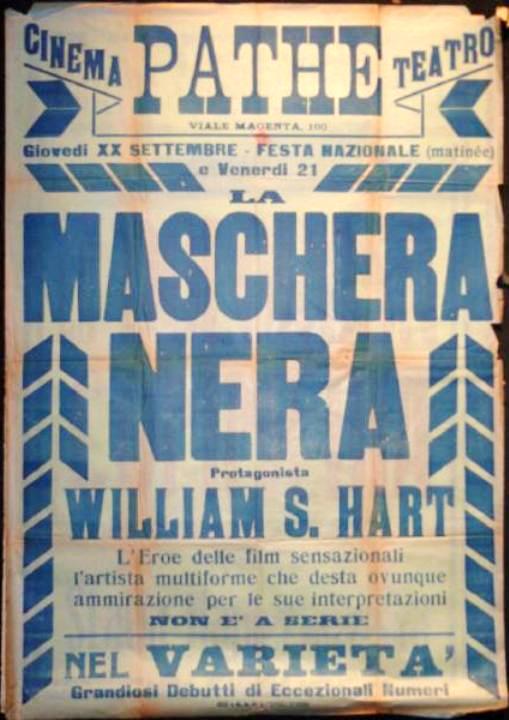 CINEMA PATHE TEATRO
VIALE MAGENTA, 100
Giovedi XX SETTEMBRE - FESTA NAZIONALE (matinée)
e Venerdi 21
LA
MASCHERA
NERA
Protagonista
WILLIAM S. HART
L'Eroe delle film sensazionali
l'artista multiforme che desta ovunque
ammirazione per le sue interpretazioni
NON E' A SERIE
NEL VARIETA'
Grandiosi Debutti di Eccezionali Numeri